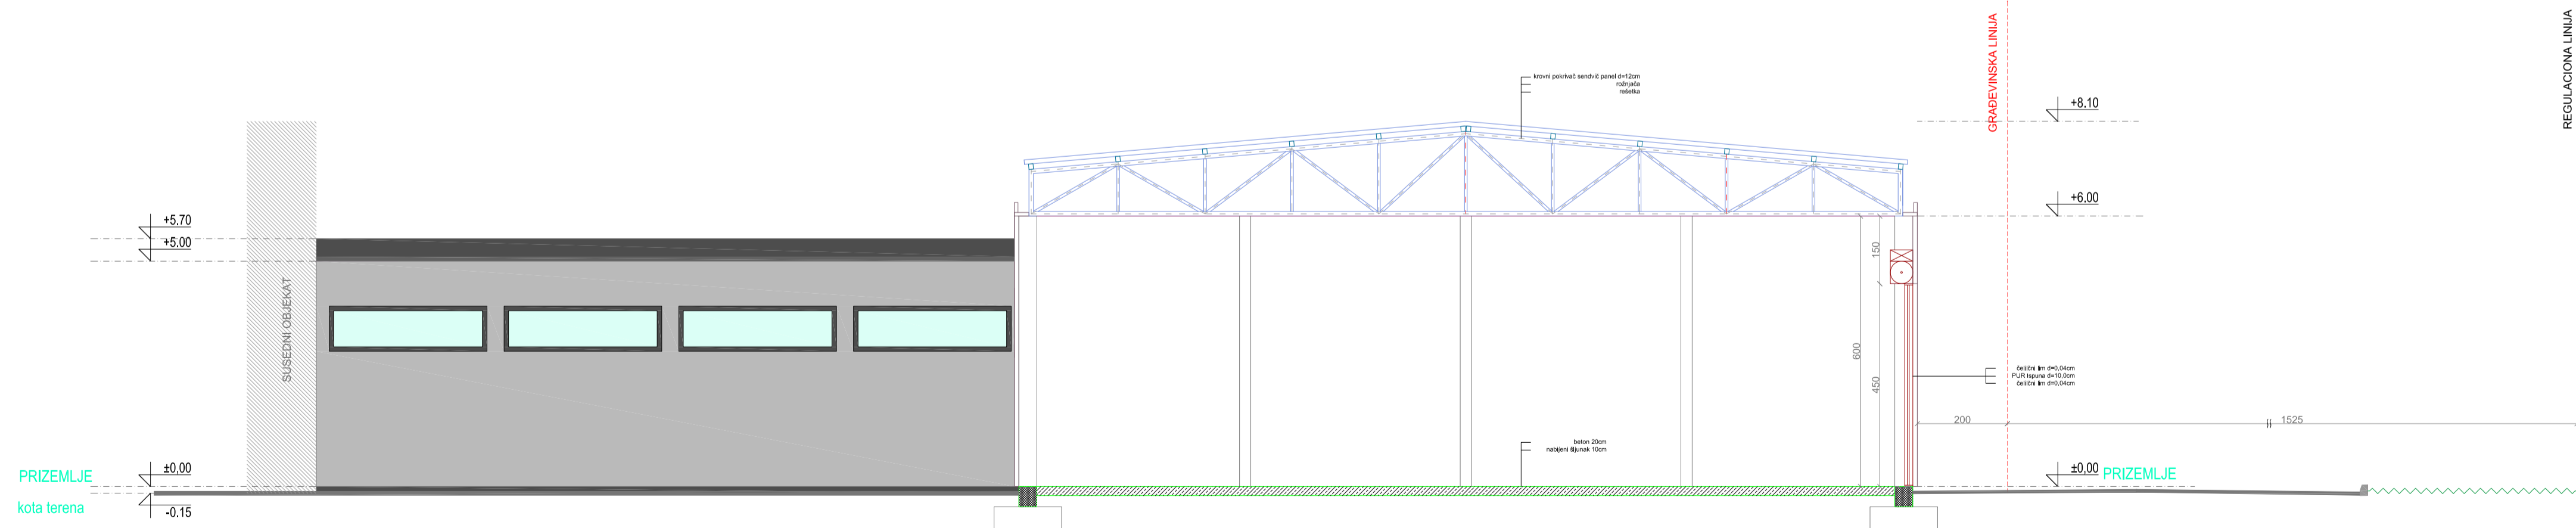 GRAĐEVINSKA LINIJA
REGULACIONA LINIJA
krovni pokrivač sendvič panel d=12cm
rožnjača
rešetka
+8,10
+6,00
+5.70
+5.00
SUSEDNI OBJEKAT
150
600
450
čelični lim d=0,04cm
PUR Ispuna d=10,0cm
čelični lim d=0,04cm
200
1525
beton 20cm
nabijeni šljunak 10cm
PRIZEMLJE
±0,00
±0,00
PRIZEMLJE
kota terena
-0.15